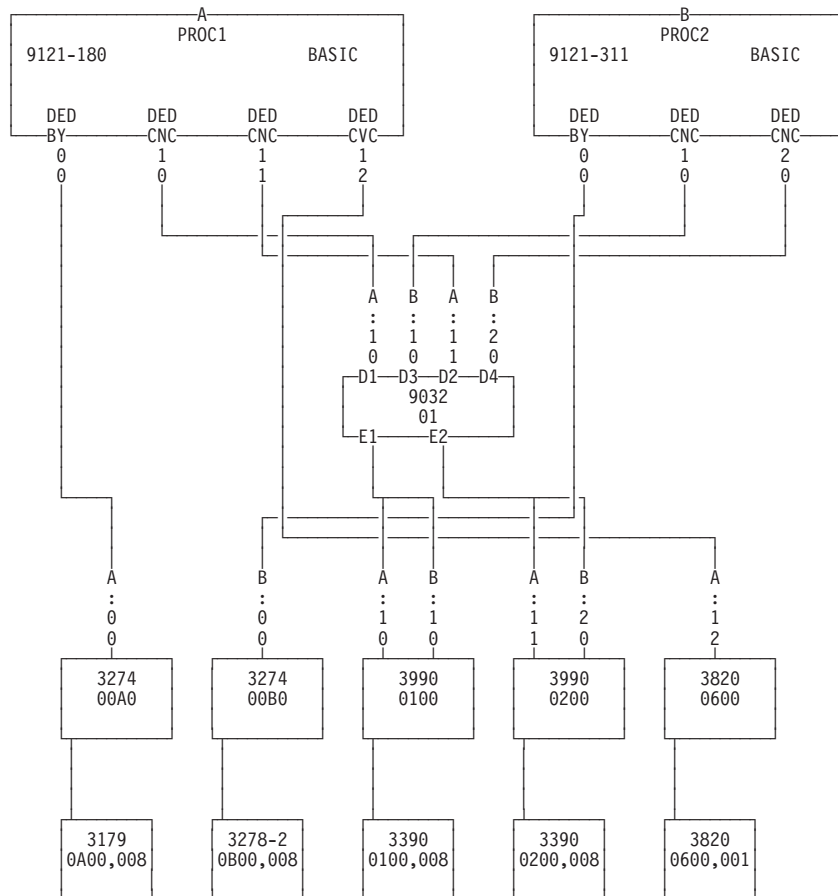 A B
PROC1 PROC2
9121-180 BASIC 9121-311 BASIC
DED DED DED DED DED DED DED
BY CNC CNC CVC BY CNC CNC
0 1 1 1 0 1 2
0 0 1 2 0 0 0
A B A B
: : : :
1 1 1 2
0 0 1 0
D1 D3 D2 D4
9032
01
E1 E2
A B A B A B A
: : : : : : :
0 0 1 1 1 2 1
0 0 0 0 1 0 2
3274 3274 3990 3990 3820
00A0 00B0 0100 0200 0600
3179 3278-2 3390 3390 3820
0A00,008 0B00,008 0100,008 0200,008 0600,001